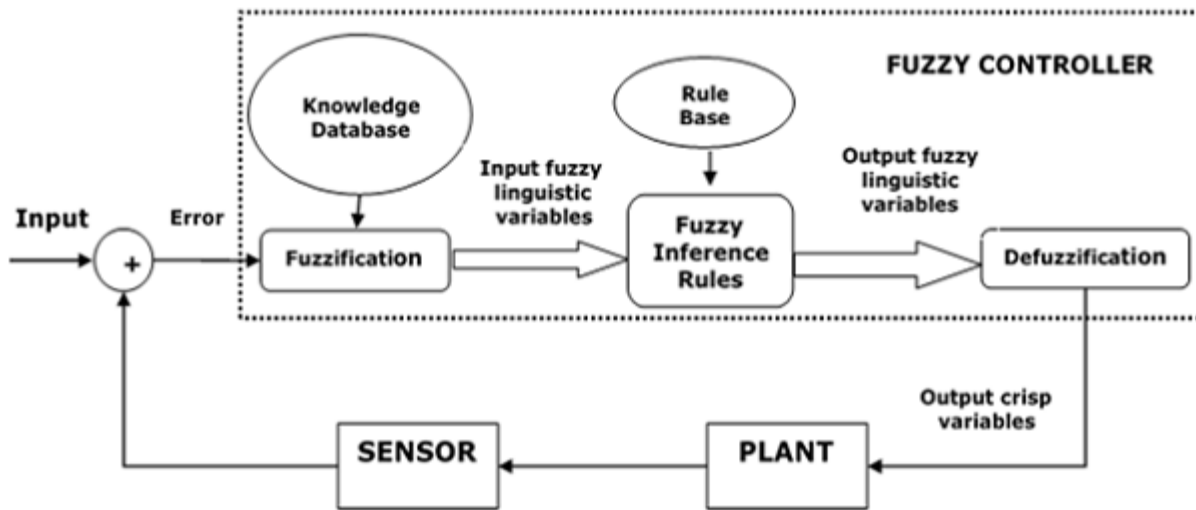 FUZZY CONTROLLER
Knowledge
Database
Rule
Base
Input fuzzy
linguistic
variables
Output fuzzy
linguistic
variables
Input
Error
+
Fuzzification
Fuzzy
Inference
Rules
Defuzzification
Output crisp
variables
SENSOR
PLANT